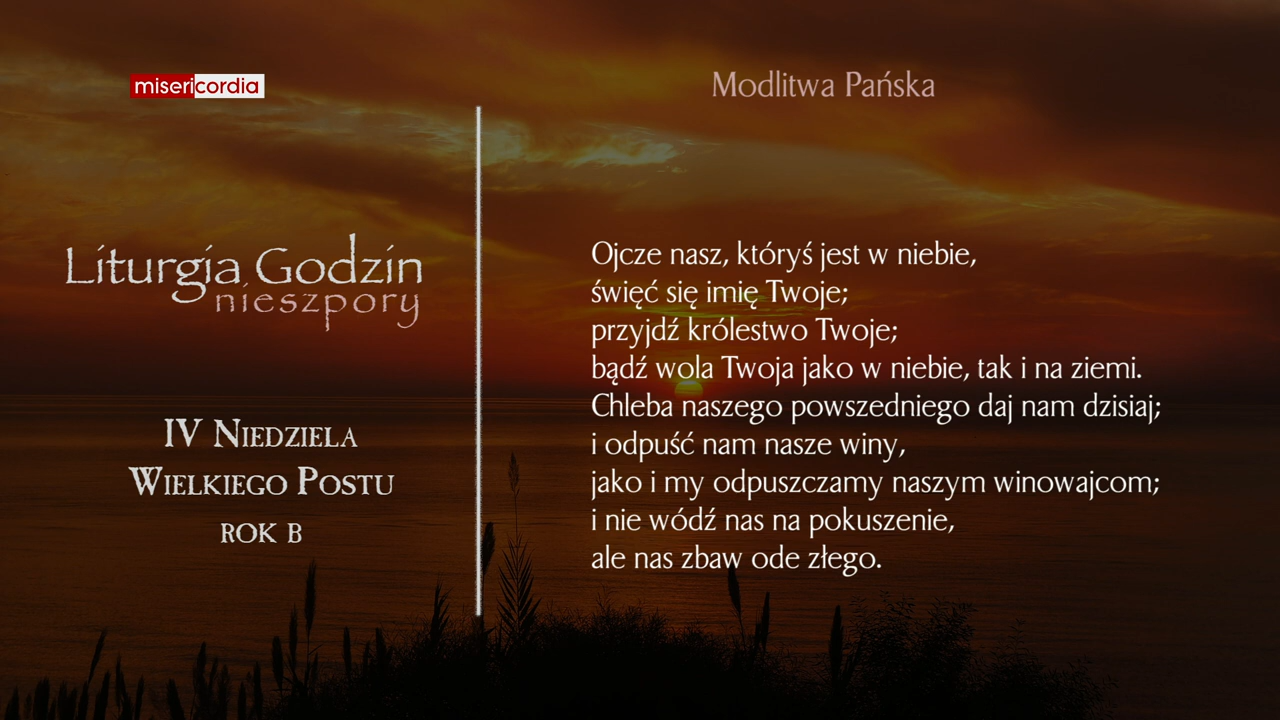 misericordia
Liturgia Godzin
nieszpory
IV Niedziela
Wielkiego Postu
rok B
Modlitwa Pańska
Ojcze nasz, któryś jest w niebie,
święć się imię Twoje;
przyjdź królestwo Twoje;
bądź wola Twoja jako w niebie, tak i na ziemi.
Chleba naszego powszedniego daj nam dzisiaj;
i odpuść nam nasze winy,
jako i my odpuszczamy naszym winowajcom;
i nie wódź nas na pokuszenie,
ale nas zbaw ode złego.